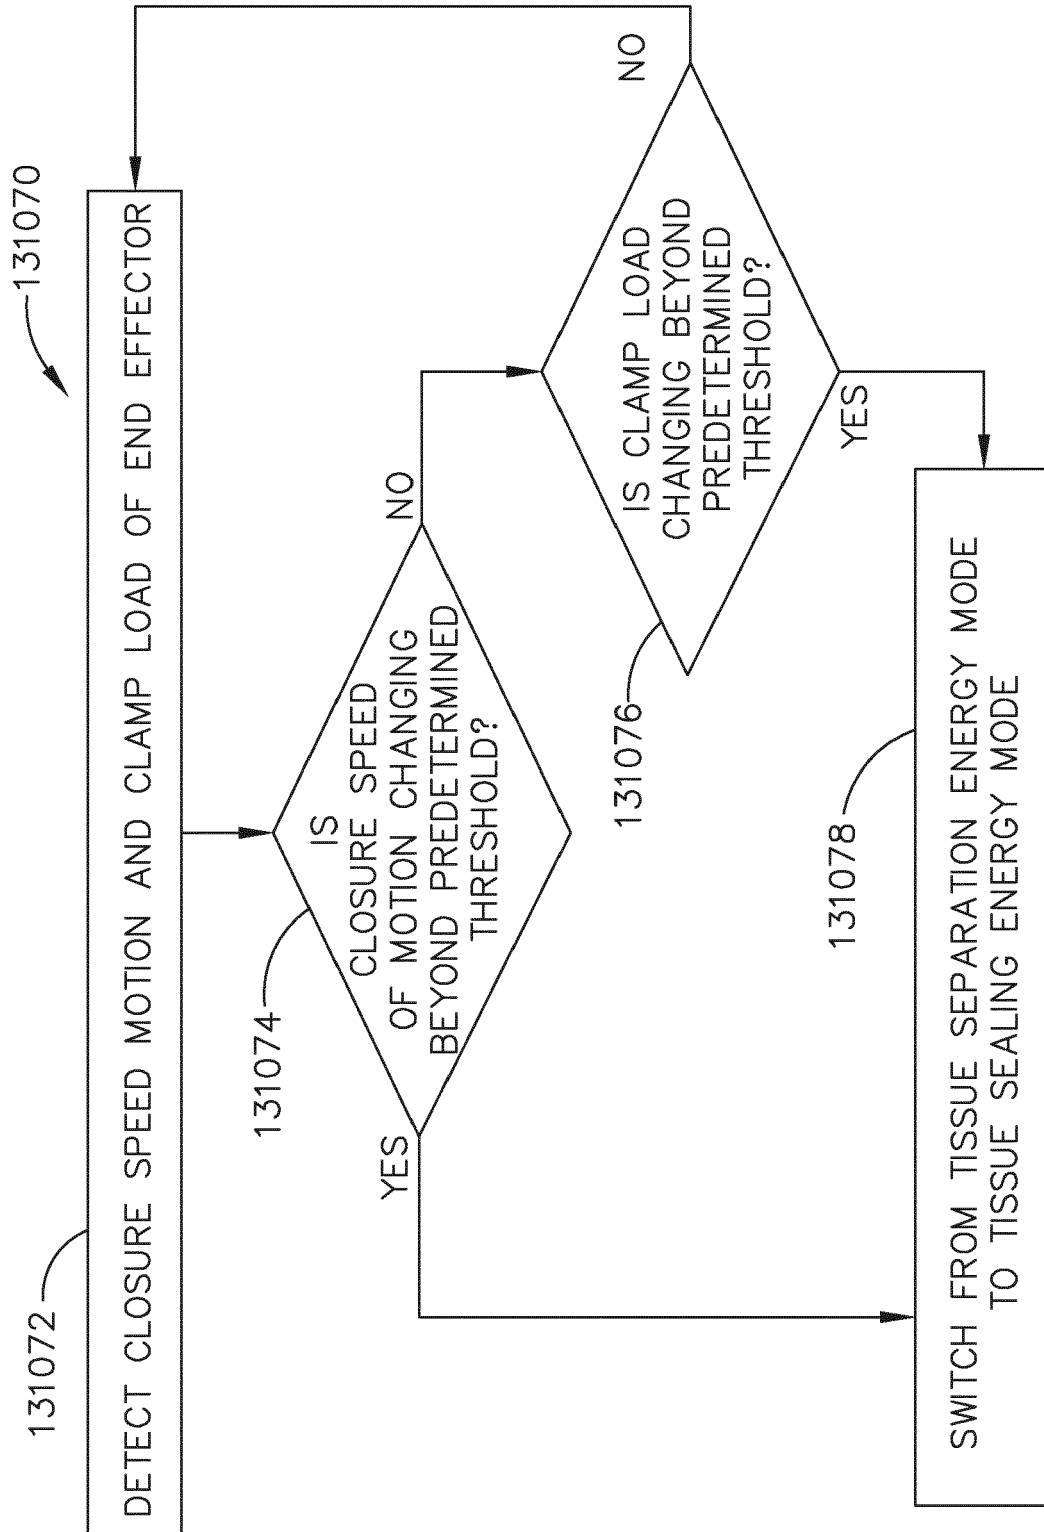 131070
131072
DETECT CLOSURE SPEED MOTION AND CLAMP LOAD OF END EFFECTOR
131074
IS
CLOSURE SPEED
OF MOTION CHANGING
BEYOND PREDETERMINED
THRESHOLD?
YES
NO
131076
IS CLAMP LOAD
CHANGING BEYOND
PREDETERMINED
THRESHOLD?
NO
YES
131078
SWITCH FROM TISSUE SEPARATION ENERGY MODE
TO TISSUE SEALING ENERGY MODE